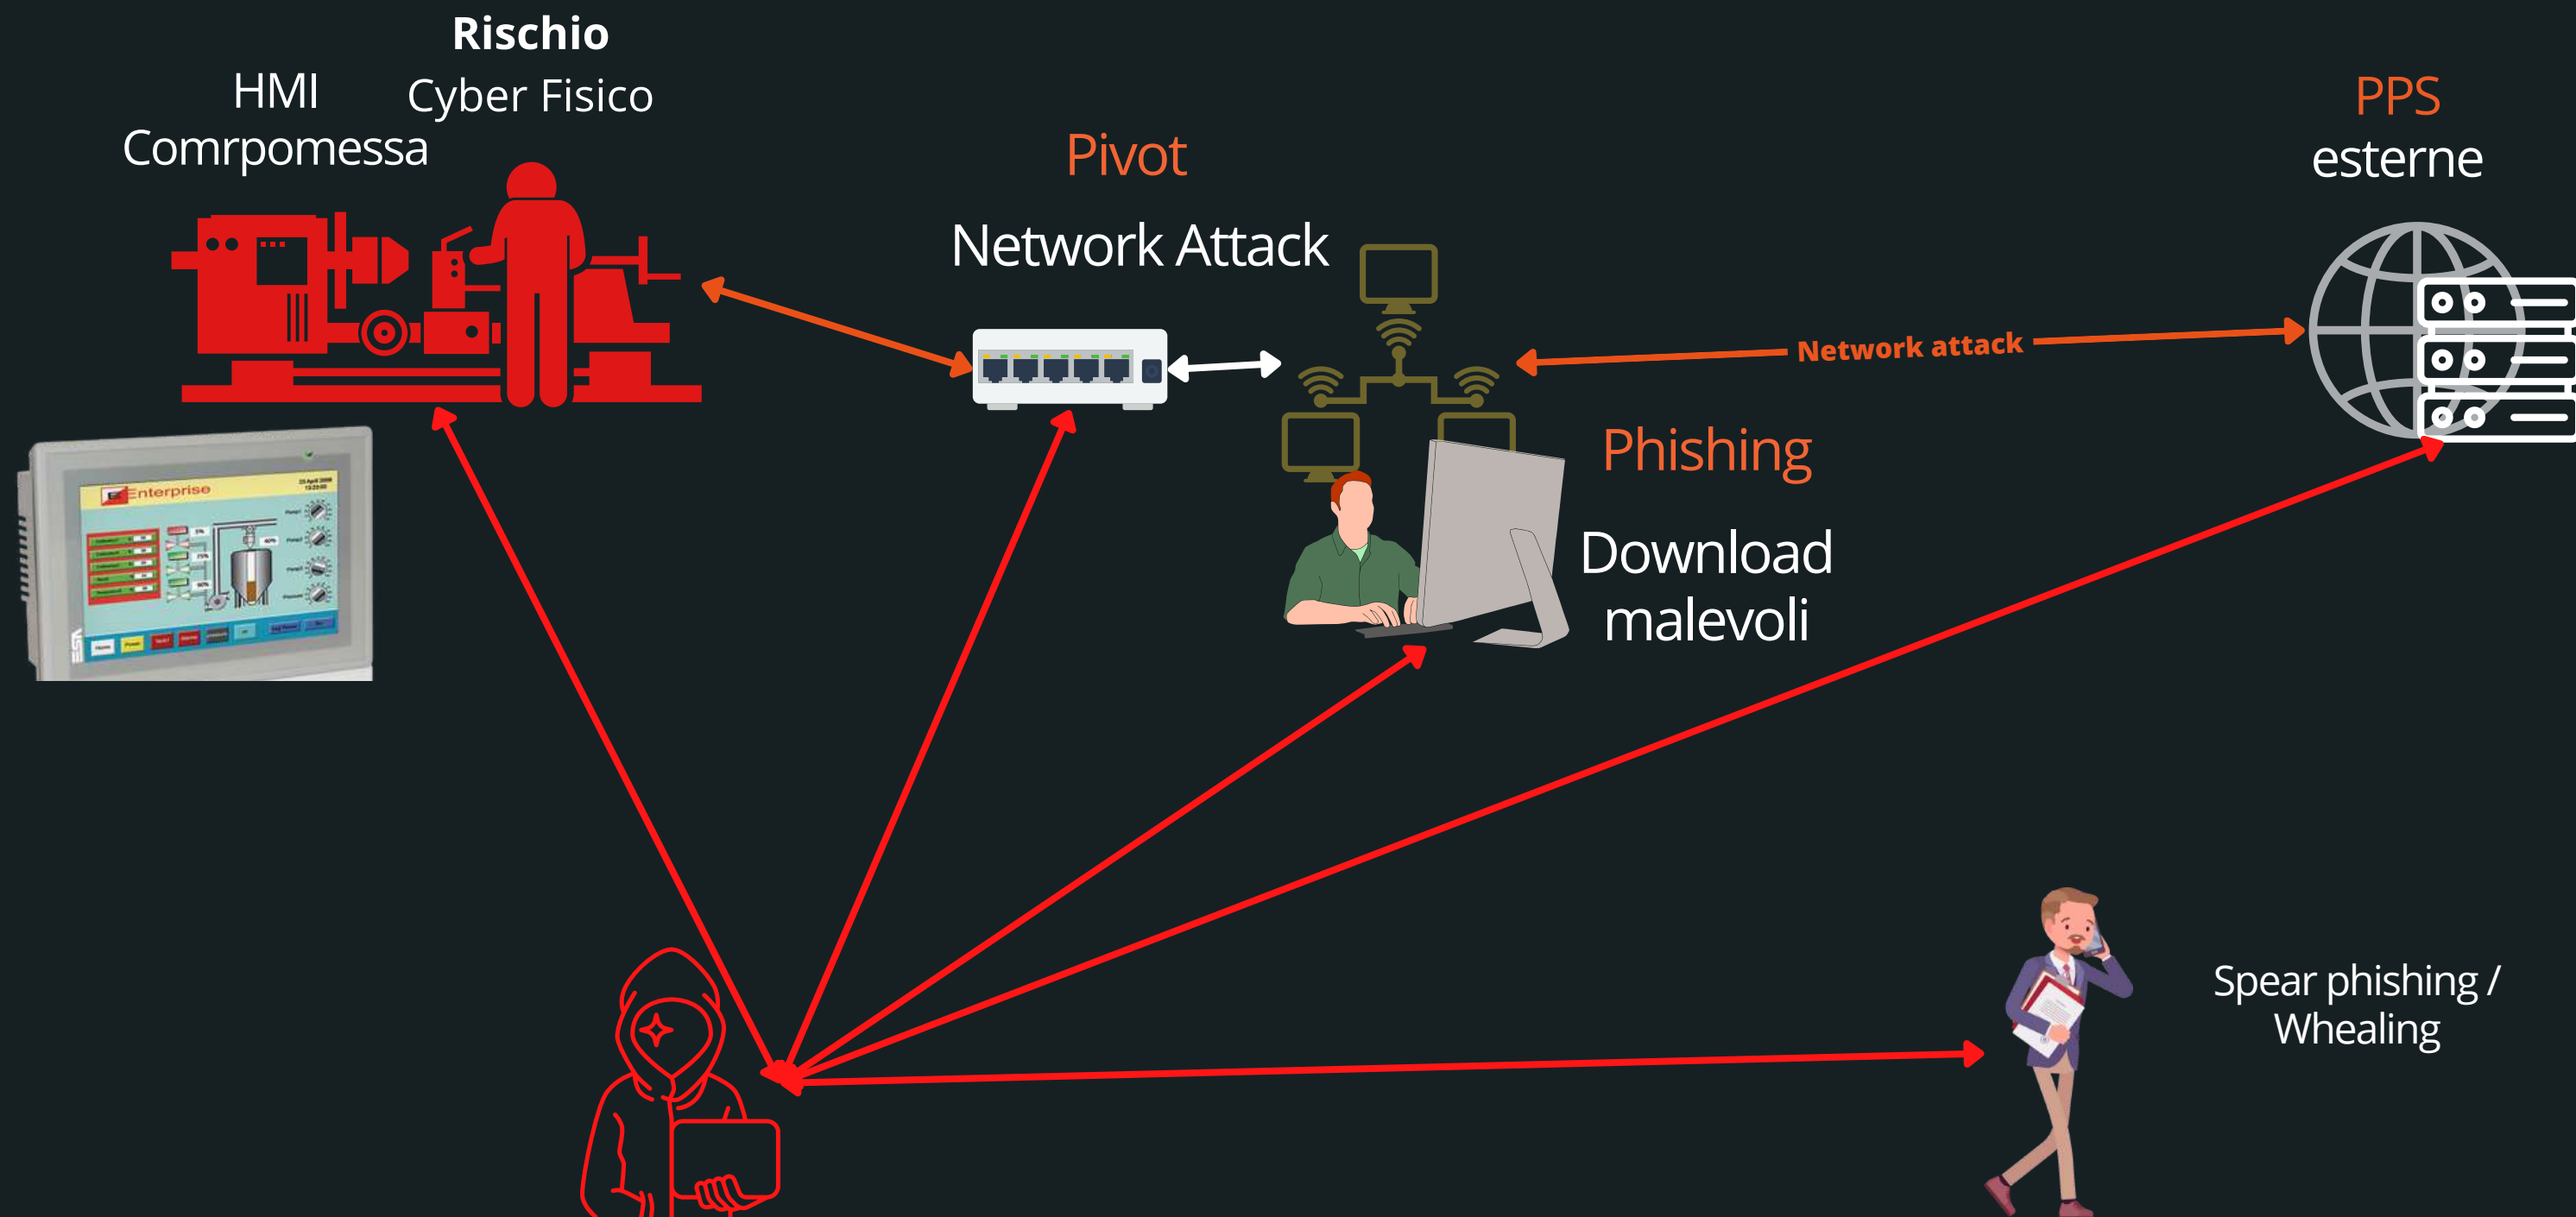 Rischio
Cyber Fisico
HMI
Comrpomessa
Pivot
Network Attack
PPS
esterne
Network attack
Phishing
Download
malevoli
Enterprise
Spear phishing /
Whealing